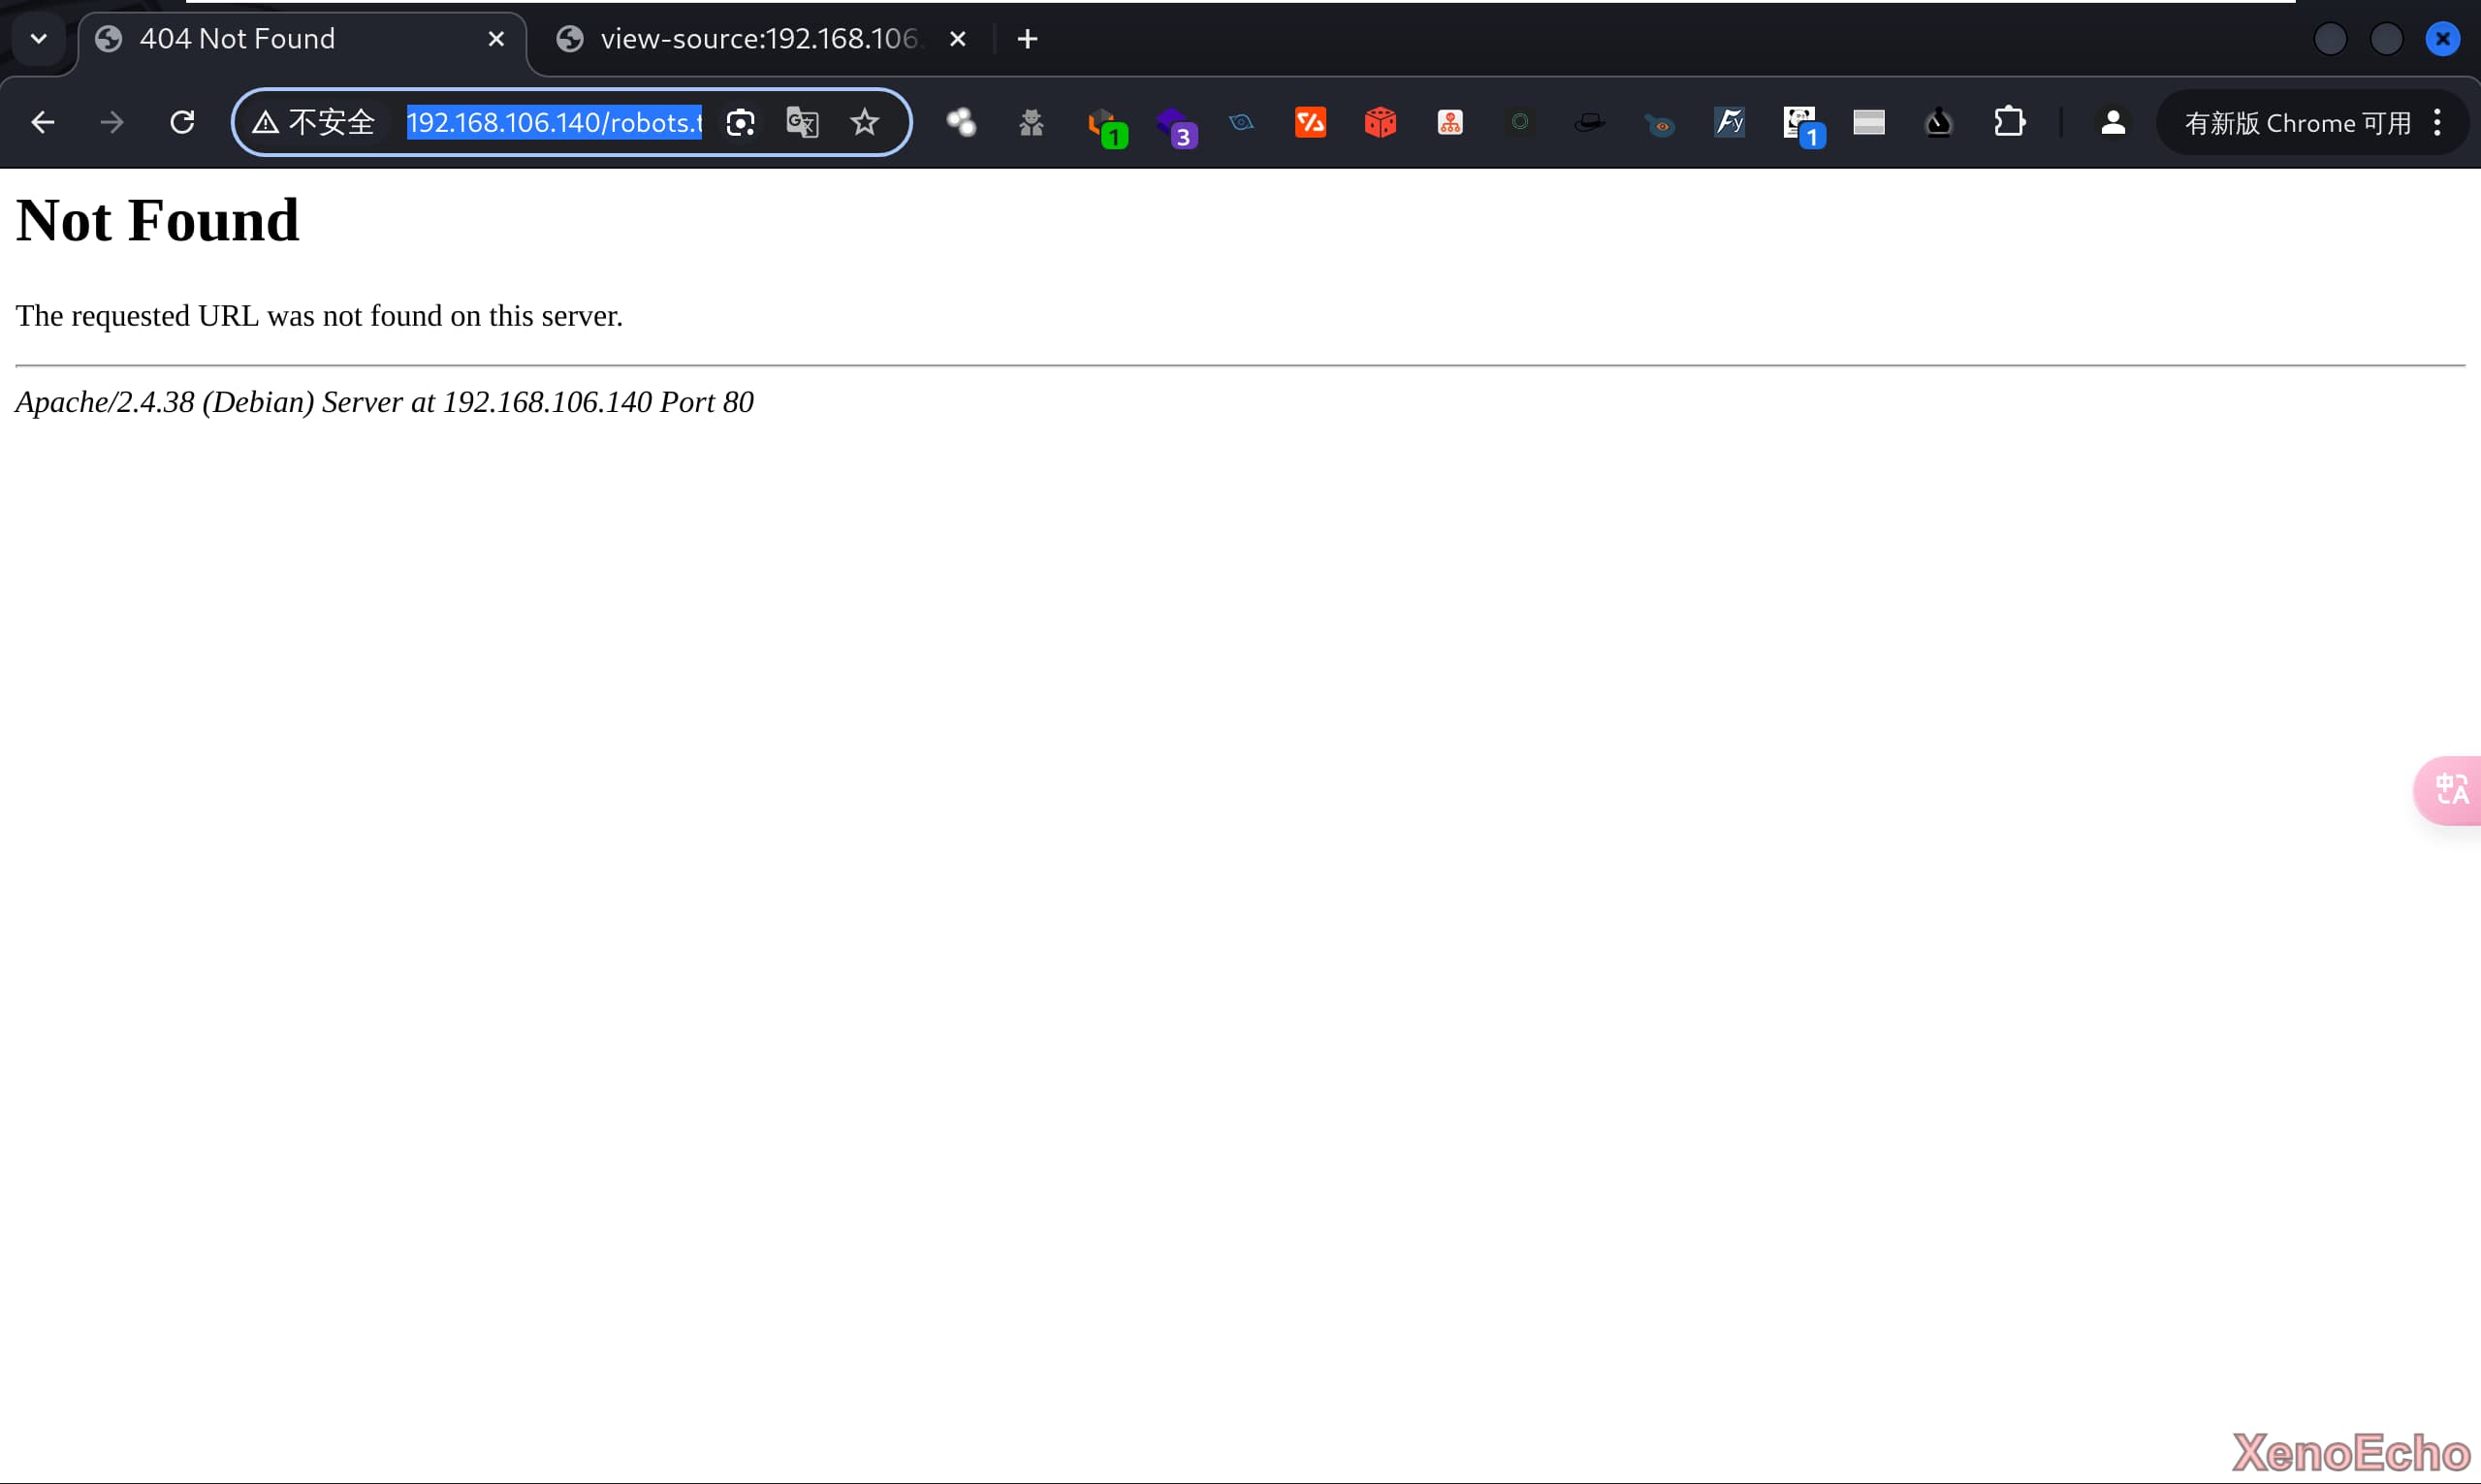 404 Not Found
view-source:192.168.106.
不安全
192.168.106.140/robots.t
1
3
1
有新版 Chrome 可用
Not Found
The requested URL was not found on this server.
Apache/2.4.38 (Debian) Server at 192.168.106.140 Port 80
中A
XenoEcho